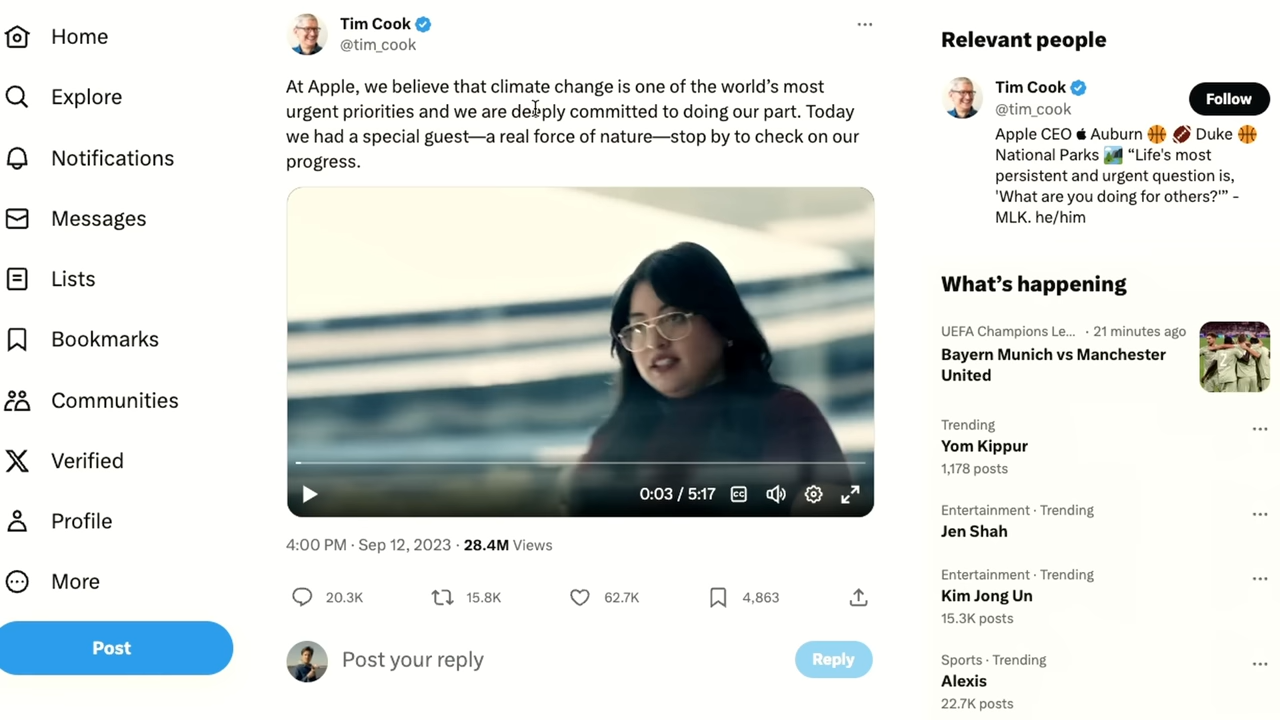 Home
Explore
Notifications
Messages
Lists
Bookmarks
Communities
Verified
Profile
More
Post
Tim Cook
@tim_cook
At Apple, we believe that climate change is one of the world’s most
urgent priorities and we are deeply committed to doing our part. Today
we had a special guest—a real force of nature—stop by to check on our
progress.
0:03 / 5:17
CC
4:00 PM · Sep 12, 2023 · 28.4M Views
20.3K
15.8K
62.7K
4,863
Post your reply
Reply
Relevant people
Tim Cook
@tim_cook
Follow
Apple CEO Auburn 🏀 🏈 Duke 🏀
National Parks 🏞️ “Life's most
persistent and urgent question is,
'What are you doing for others?'” -
MLK. he/him
What’s happening
UEFA Champions Le... · 21 minutes ago
Bayern Munich vs Manchester
United
2
Trending
Yom Kippur
1,178 posts
Entertainment · Trending
Jen Shah
Entertainment · Trending
Kim Jong Un
15.3K posts
Sports · Trending
Alexis
22.7K posts